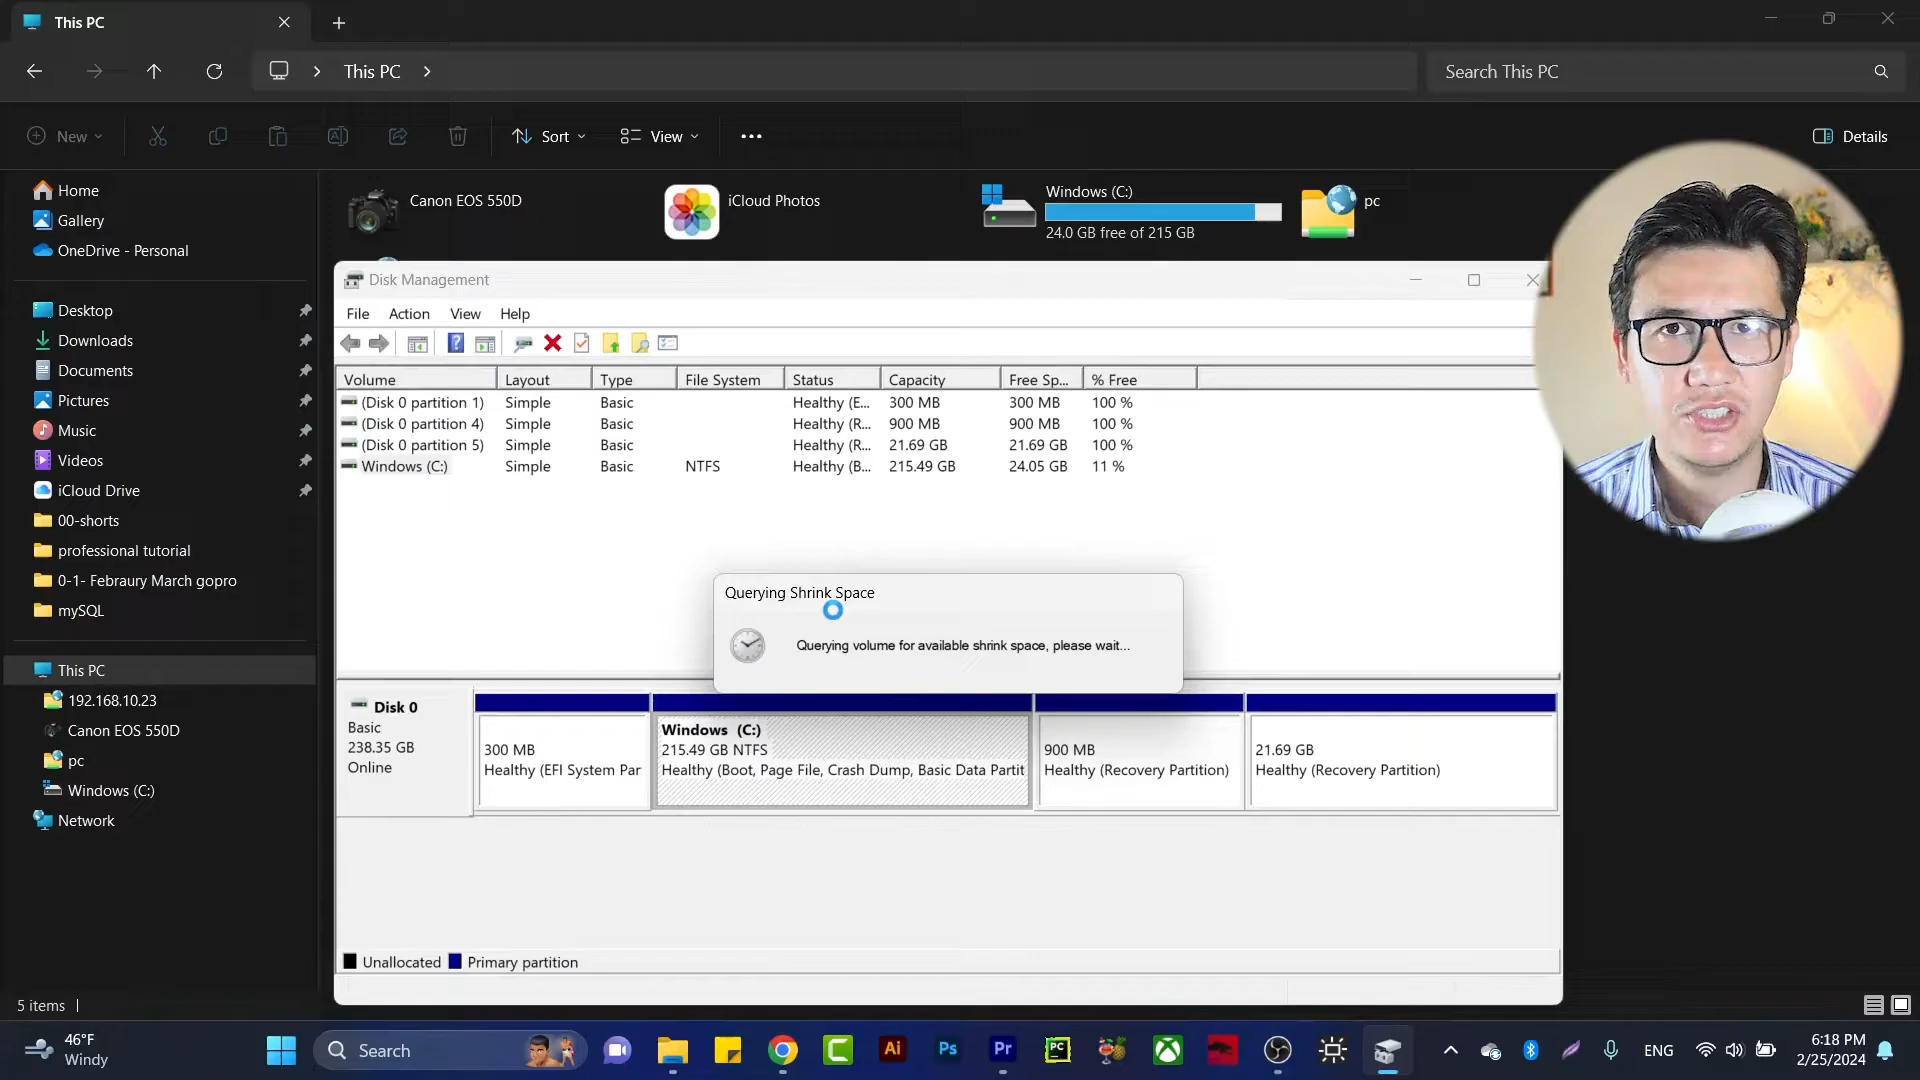 This PC
This PC
Search This PC
New
Sort
View
Details
Home
Gallery
OneDrive - Personal
Desktop
Downloads
Documents
Pictures
Music
Videos
iCloud Drive
00-shorts
professional tutorial
0-1- Febraury March gopro
mySQL
This PC
192.168.10.23
Canon EOS 550D
pc
Windows (C:)
Network
5 items
Canon EOS 550D
iCloud Photos
Windows (C:)
24.0 GB free of 215 GB
pc
Disk Management
File Action View Help
Volume Layout Type File System Status Capacity Free Sp... % Free
(Disk 0 partition 1) Simple Basic Healthy (E... 300 MB 300 MB 100 %
(Disk 0 partition 4) Simple Basic Healthy (R... 900 MB 900 MB 100 %
(Disk 0 partition 5) Simple Basic Healthy (R... 21.69 GB 21.69 GB 100 %
Windows (C:) Simple Basic NTFS Healthy (B... 215.49 GB 24.05 GB 11 %
Querying Shrink Space
Querying volume for available shrink space, please wait...
Disk 0
Basic
238.35 GB
Online
300 MB
Healthy (EFI System Par
Windows (C:)
215.49 GB NTFS
Healthy (Boot, Page File, Crash Dump, Basic Data Partit
900 MB
Healthy (Recovery Partition)
21.69 GB
Healthy (Recovery Partition)
Unallocated Primary partition
46°F
Windy
Search
Ai
Ps
Pr
PC
ENG
6:18 PM
2/25/2024